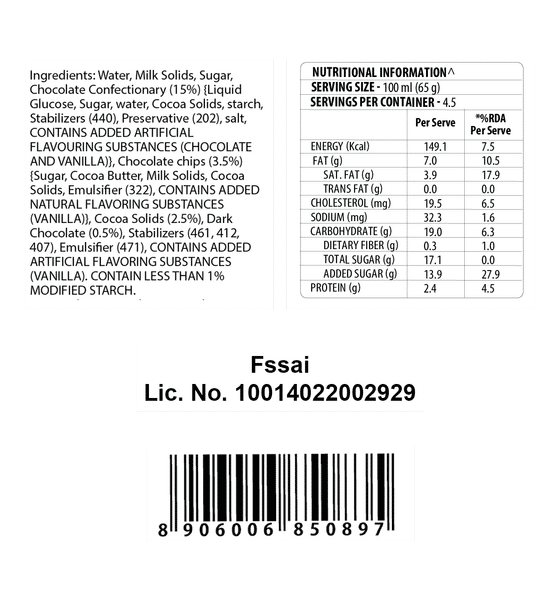 Ingredients: Water, Milk Solids, Sugar,
Chocolate Confectionary (15%) {Liquid
Glucose, Sugar, water, Cocoa Solids, starch,
Stabilizers (440), Preservative (202), salt,
CONTAINS ADDED ARTIFICIAL
FLAVOURING SUBSTANCES (CHOCOLATE
AND VANILLA)}, Chocolate chips (3.5%)
{Sugar, Cocoa Butter, Milk Solids, Cocoa
Solids, Emulsifier (322), CONTAINS ADDED
NATURAL FLAVORING SUBSTANCES
(VANILLA)}, Cocoa Solids (2.5%), Dark
Chocolate (0.5%), Stabilizers (461, 412,
407), Emulsifier (471), CONTAINS ADDED
ARTIFICIAL FLAVORING SUBSTANCES
(VANILLA). CONTAIN LESS THAN 1%
MODIFIED STARCH.
NUTRITIONAL INFORMATION^
SERVING SIZE - 100 ml (65 g)
SERVINGS PER CONTAINER - 4.5
Per Serve *%RDA Per Serve
ENERGY (Kcal) 149.1 7.5
FAT (g) 7.0 10.5
SAT. FAT (g) 3.9 17.9
TRANS FAT (g) 0.0 0.0
CHOLESTEROL (mg) 19.5 6.5
SODIUM (mg) 32.3 1.6
CARBOHYDRATE (g) 19.0 6.3
DIETARY FIBER (g) 0.3 1.0
TOTAL SUGAR (g) 17.1 0.0
ADDED SUGAR (g) 13.9 27.9
PROTEIN (g) 2.4 4.5
Fssai
Lic. No. 10014022002929
8 906006 850897